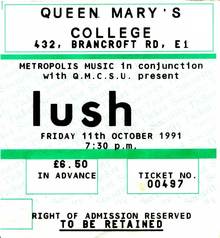 QUEEN MARY'S
COLLEGE
432, BRANCROFT RD, E1
METROPOLIS MUSIC in conjunction
with Q.M.C.S.U. present
lush
FRIDAY 11th OCTOBER 1991
7:30 p.m.
£6.50
IN ADVANCE
TICKET NO.
00497
RIGHT OF ADMISSION RESERVED
TO BE RETAINED